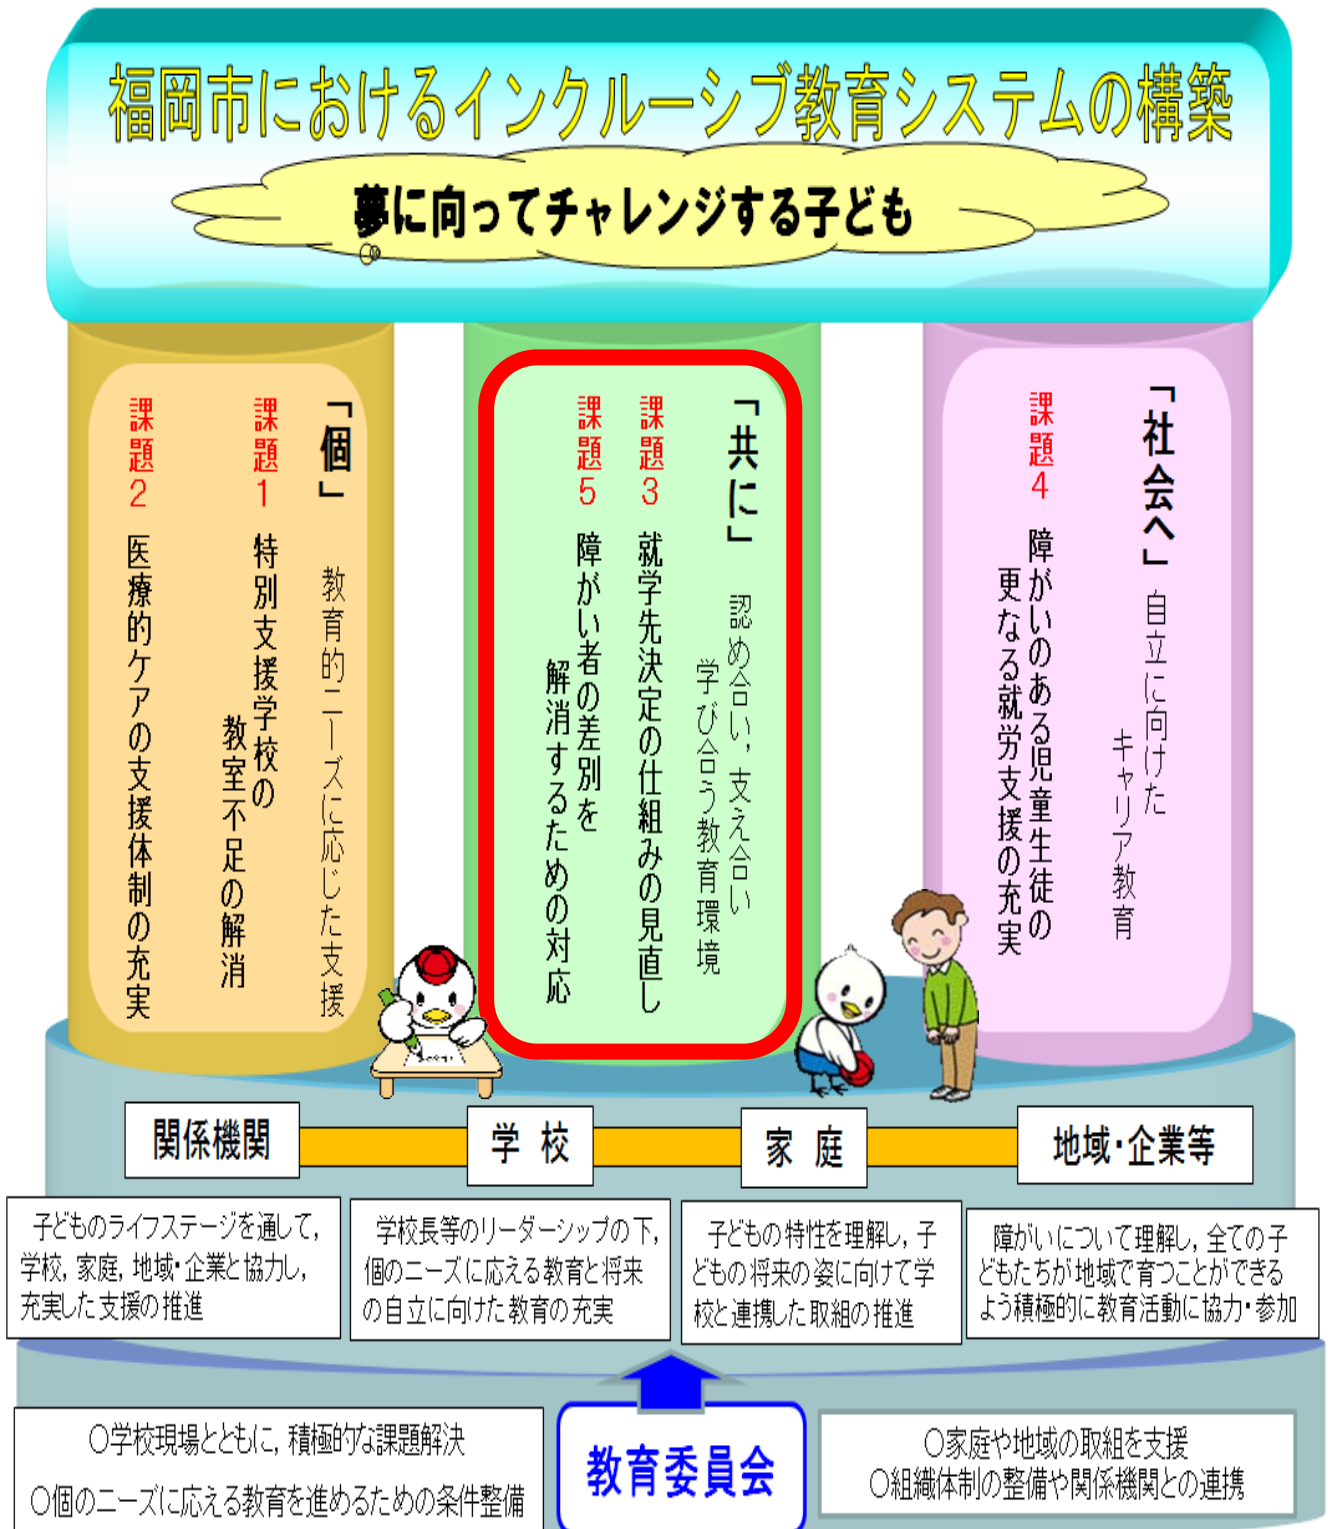 福岡市におけるインクルーシブ教育システムの構築
夢に向ってチャレンジする子ども
「個」 教育的ニーズに応じた支援
課題1 特別支援学校の
教室不足の解消
課題2 医療的ケアの支援体制の充実
「共に」 認め合い，支え合い
学び合う教育環境
課題3 就学先決定の仕組みの見直し
課題5 障がい者の差別を
解消するための対応
「社会へ」 自立に向けた
キャリア教育
課題4 障がいのある児童生徒の
更なる就労支援の充実
関係機関
学 校
家 庭
地域・企業等
子どものライフステージを通して，
学校，家庭，地域・企業と協力し，
充実した支援の推進
学校長等のリーダーシップの下，
個のニーズに応える教育と将来
の自立に向けた教育の充実
子どもの特性を理解し，子
どもの将来の姿に向けて学
校と連携した取組の推進
障がいについて理解し，全ての子
どもたちが地域で育つことができる
よう積極的に教育活動に協力・参加
○学校現場とともに，積極的な課題解決
○個のニーズに応える教育を進めるための条件整備
教育委員会
○家庭や地域の取組を支援
○組織体制の整備や関係機関との連携